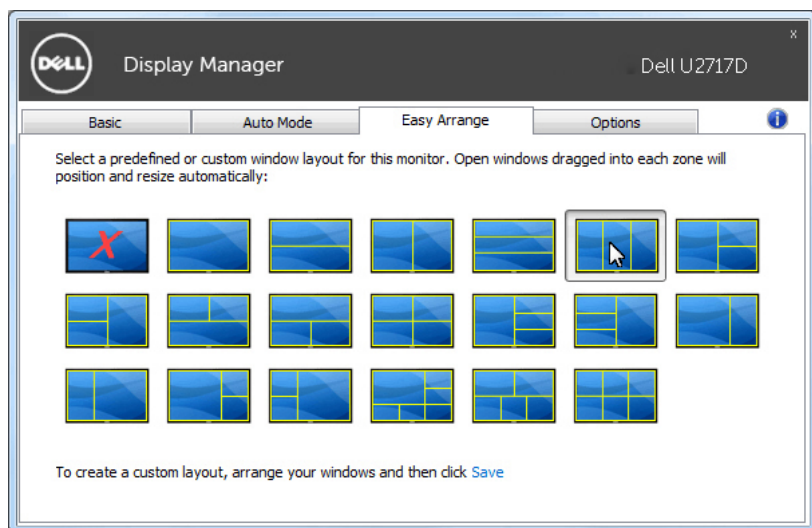 x
DELL
Display Manager
Dell U2717D
Basic
Auto Mode
Easy Arrange
Options
i
Select a predefined or custom window layout for this monitor. Open windows dragged into each zone will
position and resize automatically:
X
To create a custom layout, arrange your windows and then click Save